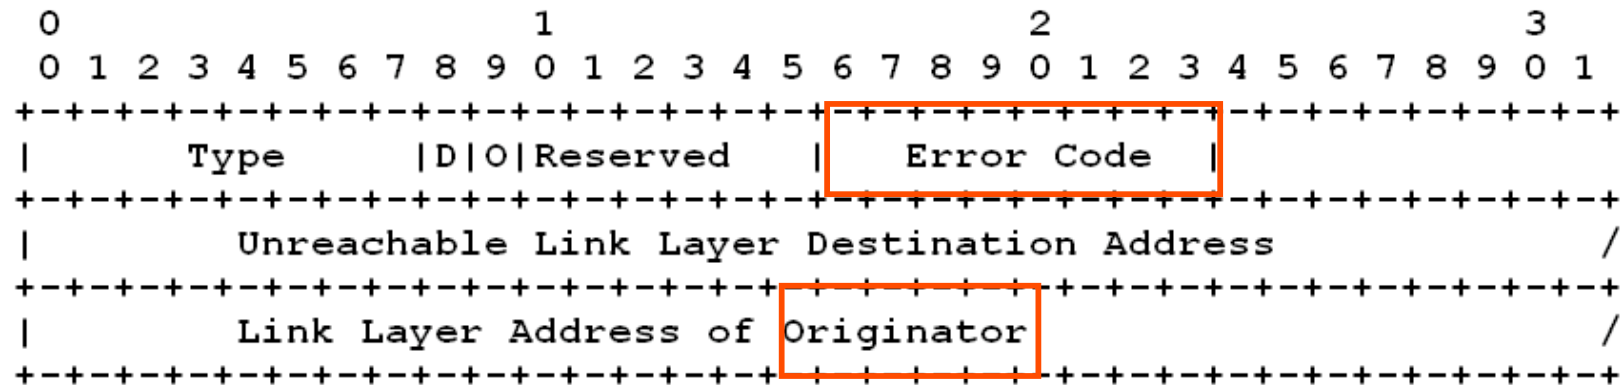 0                   1                   2                   3
 0 1 2 3 4 5 6 7 8 9 0 1 2 3 4 5 6 7 8 9 0 1 2 3 4 5 6 7 8 9 0 1
+-+-+-+-+-+-+-+-+-+-+-+-+-+-+-+-+-+-+-+-+-+-+-+-+-+-+-+-+-+-+-+-+
|      Type     |D|O|Reserved   |   Error Code  |
+-+-+-+-+-+-+-+-+-+-+-+-+-+-+-+-+-+-+-+-+-+-+-+-+-+-+-+-+-+-+-+-+
|        Unreachable Link Layer Destination Address             /
+-+-+-+-+-+-+-+-+-+-+-+-+-+-+-+-+-+-+-+-+-+-+-+-+-+-+-+-+-+-+-+-+
|        Link Layer Address of Originator                       /
+-+-+-+-+-+-+-+-+-+-+-+-+-+-+-+-+-+-+-+-+-+-+-+-+-+-+-+-+-+-+-+-+